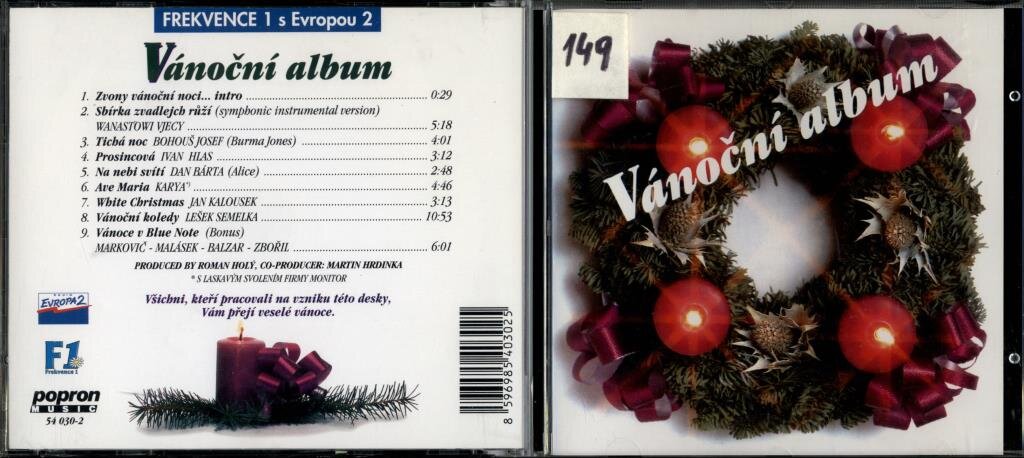 FREKVENCE 1 s Evropou 2
Vánoční album
1. Zvony vánoční noci... intro 0:29
2. Sbírka zvadlejch růží (symphonic instrumental version)
WANASTOWI VJECY 5:18
3. Tichá noc BOHOUŠ JOSEF (Burma Jones) 4:01
4. Prosincová IVAN HLAS 3:12
5. Na nebi svítí DAN BÁRTA (Alice) 2:48
6. Ave Maria KARYA*) 4:46
7. White Christmas JAN KALOUSEK 3:13
8. Vánoční koledy LEŠEK SEMELKA 10:53
9. Vánoce v Blue Note (Bonus)
MARKOVIČ - MALÁSEK - BALZAR - ZBOŘIL 6:01
PRODUCED BY ROMAN HOLÝ, CO-PRODUCER: MARTIN HRDINKA
* S LASKAVÝM SVOLENÍM FIRMY MONITOR
Všichni, kteří pracovali na vzniku této desky,
Vám přejí veselé vánoce.
RADIO
EVROPA 2
F1
Frekvence 1
popron
MUSIC
54 030-2
8 596985 403025
149
Vánoční album